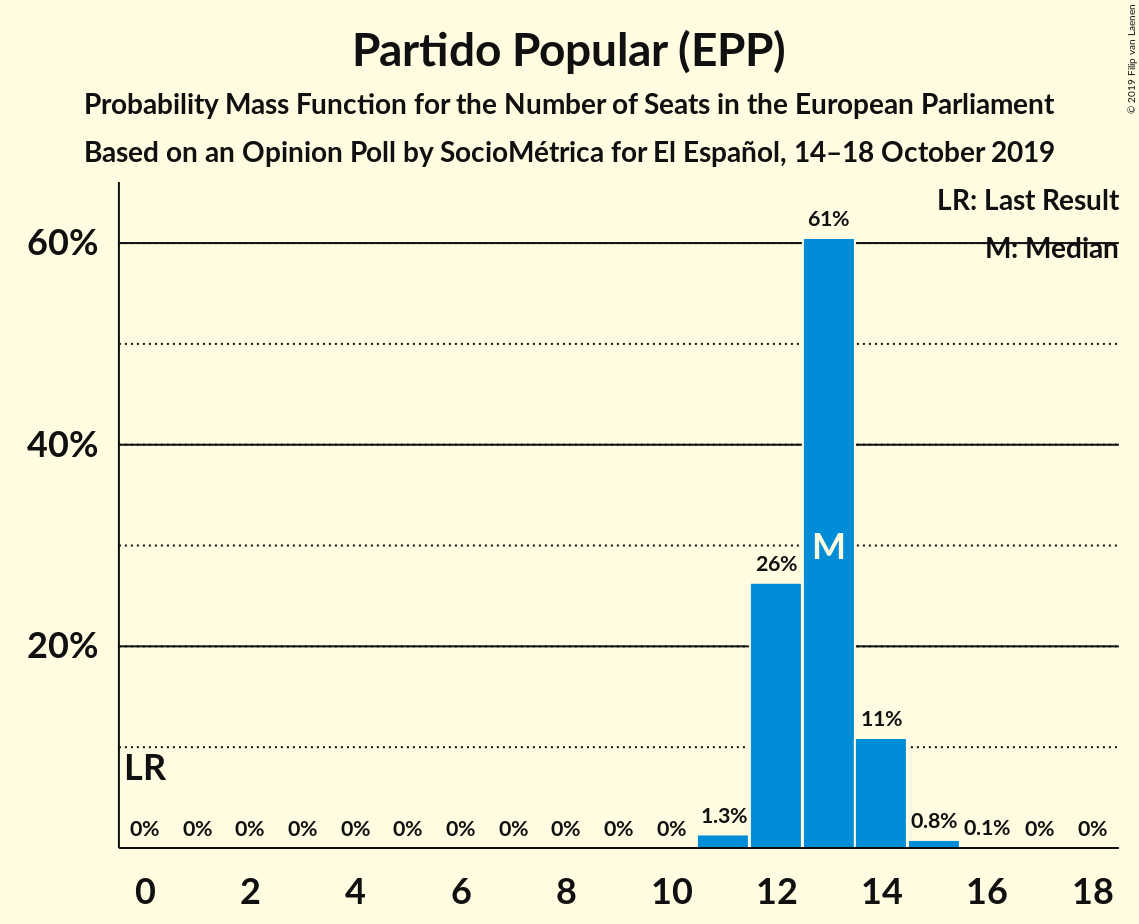 Partido Popular (EPP)
Probability Mass Function for the Number of Seats in the European Parliament
Based on an Opinion Poll by SocioMétrica for El Español, 14–18 October 2019
© 2019 Filip van Laenen
LR: Last Result
M: Median
60%
40%
20%
61%
26%
M
11%
LR
1.3%
0.8%
0.1%
0% 0% 0% 0% 0% 0% 0% 0% 0% 0% 0% 0% 0%
0 2 4 6 8 10 12 14 16 18